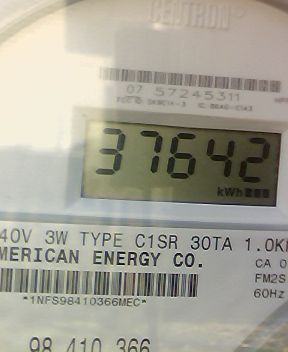 CENTRON
07 57245311
37642
kWh
40V 3W TYPE C1SR 30TA 1.0K
MERICAN ENERGY CO.
CA 0
FM2S
60Hz
*1NFS98410366MEC*
98 410 366